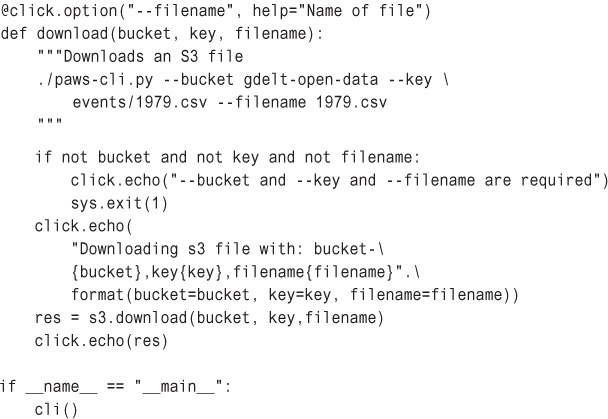 @click.option("--filename", help="Name of file")
def download(bucket, key, filename):
    """Downloads an S3 file
    ./paws-cli.py --bucket gdelt-open-data --key \
        events/1979.csv --filename 1979.csv
    """
    if not bucket and not key and not filename:
        click.echo("--bucket and --key and --filename are required")
        sys.exit(1)
    click.echo(
        "Downloading s3 file with: bucket-\
        {bucket},key{key},filename{filename}".\
        format(bucket=bucket, key=key, filename=filename))
    res = s3.download(bucket, key,filename)
    click.echo(res)
if __name__ == "__main__":
    cli()